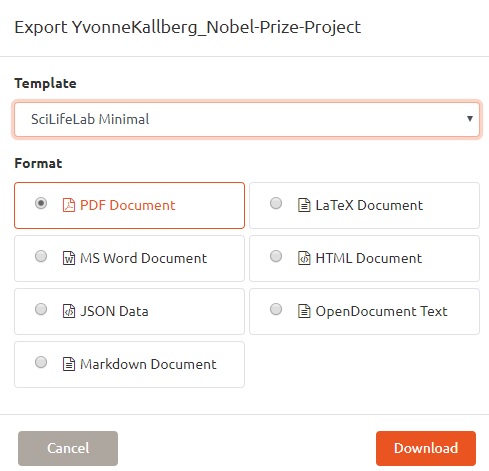 Export YvonneKallberg_Nobel-Prize-Project
Template
SciLifeLab Minimal
Format
PDF Document
LaTeX Document
MS Word Document
HTML Document
JSON Data
OpenDocument Text
Markdown Document
Cancel
Download